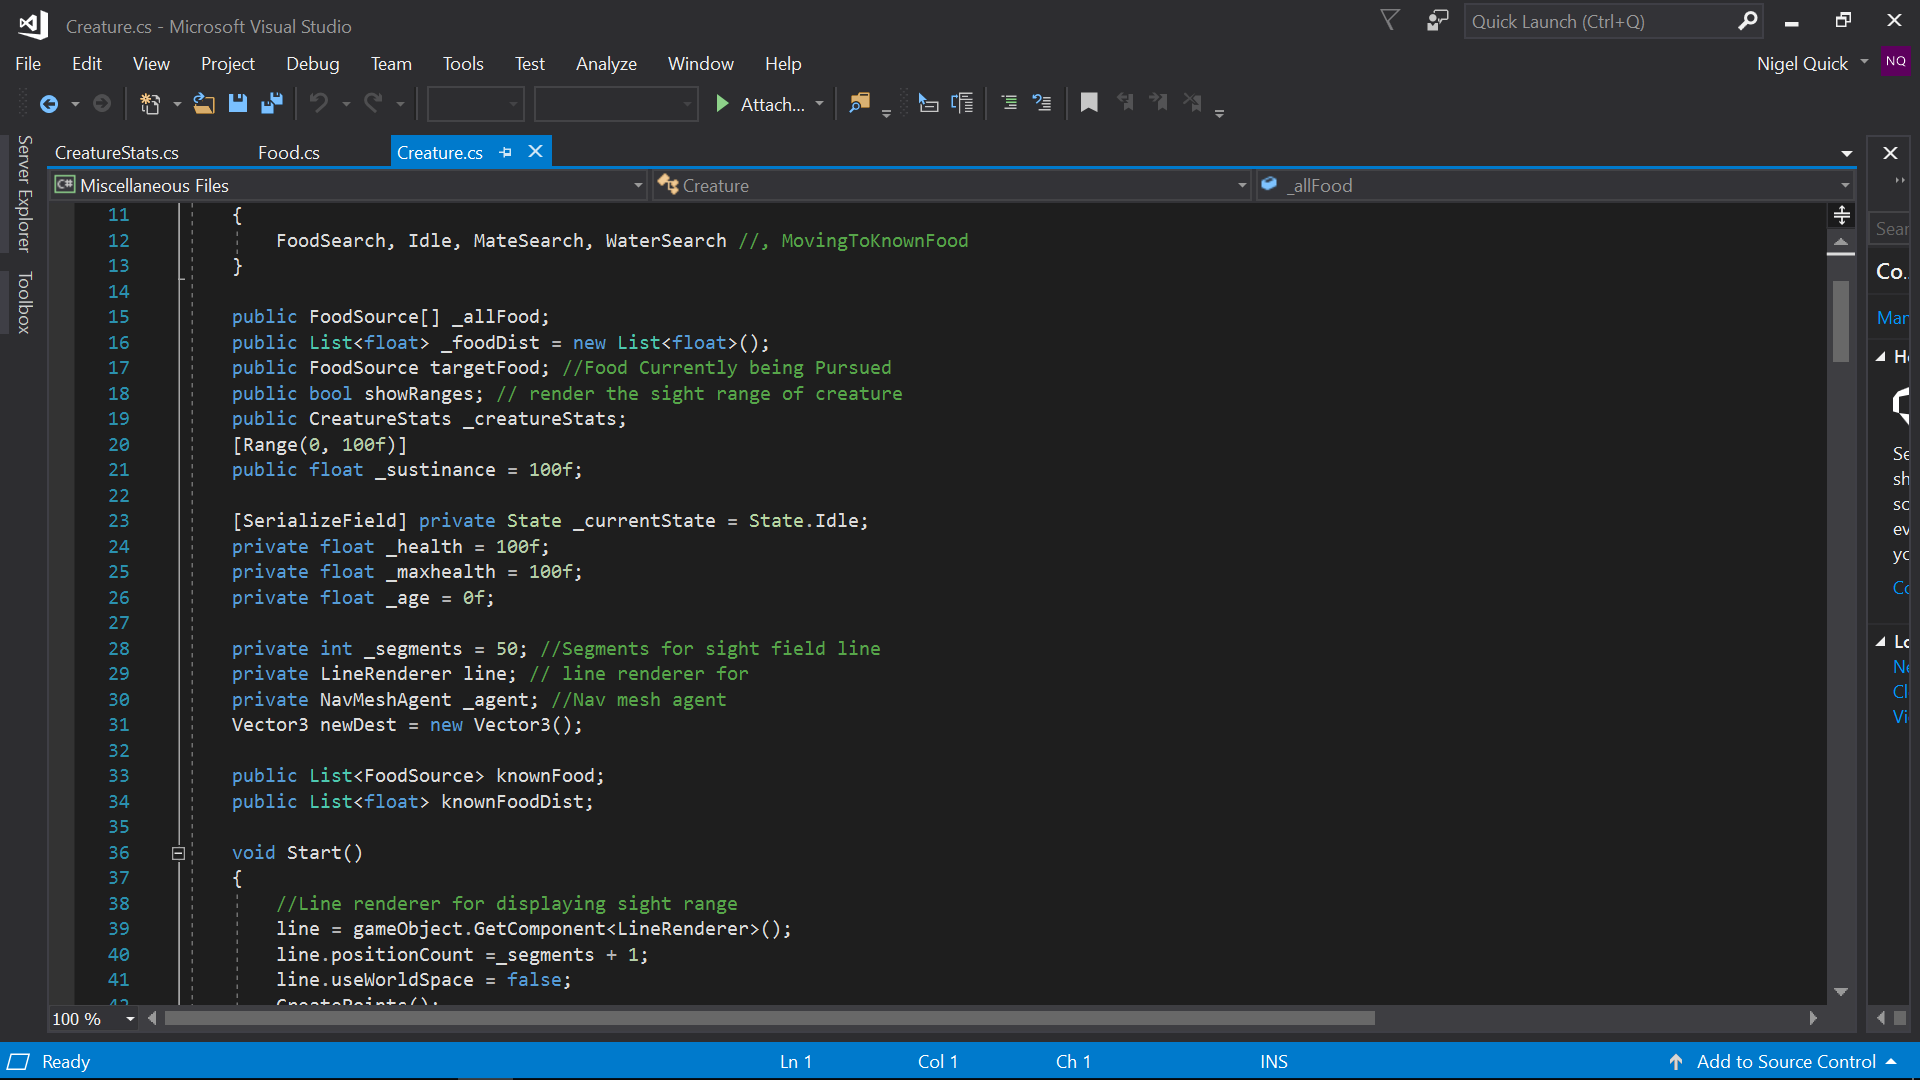 Creature.cs - Microsoft Visual Studio
Quick Launch (Ctrl+Q)
File Edit View Project Debug Team Tools Test Analyze Window Help
Nigel Quick NQ
Attach...
Server Explorer
Toolbox
CreatureStats.cs Food.cs Creature.cs
C# Miscellaneous Files Creature _allFood
11 {
12 FoodSearch, Idle, MateSearch, WaterSearch //, MovingToKnownFood
13 }
14
15 public FoodSource[] _allFood;
16 public List<float> _foodDist = new List<float>();
17 public FoodSource targetFood; //Food Currently being Pursued
18 public bool showRanges; // render the sight range of creature
19 public CreatureStats _creatureStats;
20 [Range(0, 100f)]
21 public float _sustinance = 100f;
22
23 [SerializeField] private State _currentState = State.Idle;
24 private float _health = 100f;
25 private float _maxhealth = 100f;
26 private float _age = 0f;
27
28 private int _segments = 50; //Segments for sight field line
29 private LineRenderer line; // line renderer for
30 private NavMeshAgent _agent; //Nav mesh agent
31 Vector3 newDest = new Vector3();
32
33 public List<FoodSource> knownFood;
34 public List<float> knownFoodDist;
35
36 void Start()
37 {
38 //Line renderer for displaying sight range
39 line = gameObject.GetComponent<LineRenderer>();
40 line.positionCount =_segments + 1;
41 line.useWorldSpace = false;
42 CreatePoints();
Sear
Co..
Mar
Se
sh
so
ev
yo
Co
Lo
Ne
Cl
Vi
100 %
Ready Ln 1 Col 1 Ch 1 INS Add to Source Control